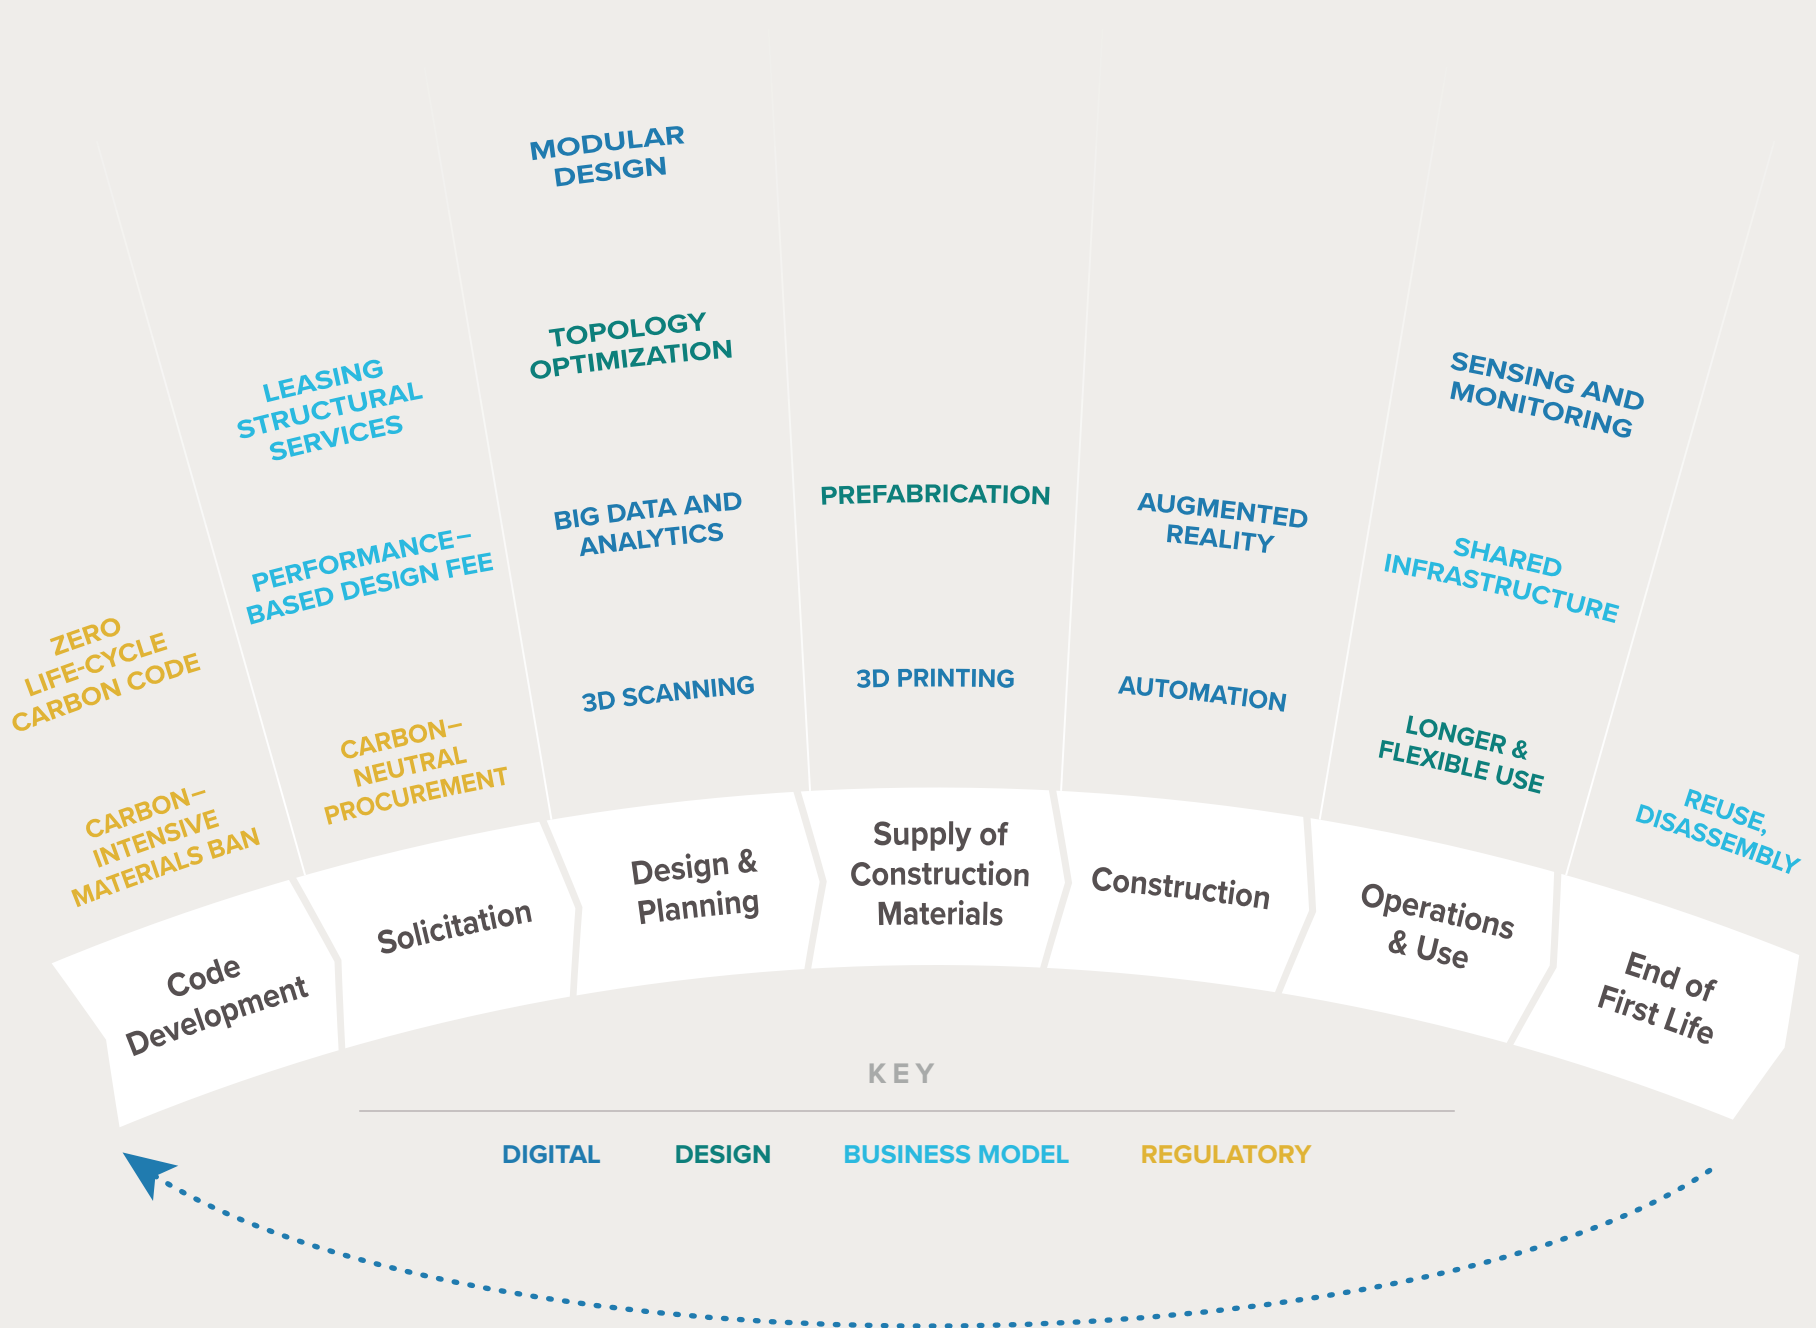 ZERO
LIFE-CYCLE
CARBON CODE
CARBON–
INTENSIVE
MATERIALS BAN
LEASING
STRUCTURAL
SERVICES
PERFORMANCE–
BASED DESIGN FEE
CARBON–
NEUTRAL
PROCUREMENT
MODULAR
DESIGN
TOPOLOGY
OPTIMIZATION
BIG DATA AND
ANALYTICS
3D SCANNING
PREFABRICATION
3D PRINTING
AUGMENTED
REALITY
AUTOMATION
SENSING AND
MONITORING
SHARED
INFRASTRUCTURE
LONGER &
FLEXIBLE USE
REUSE,
DISASSEMBLY
Code
Development
Solicitation
Design &
Planning
Supply of
Construction
Materials
Construction
Operations
& Use
End of
First Life
KEY
DIGITAL
DESIGN
BUSINESS MODEL
REGULATORY